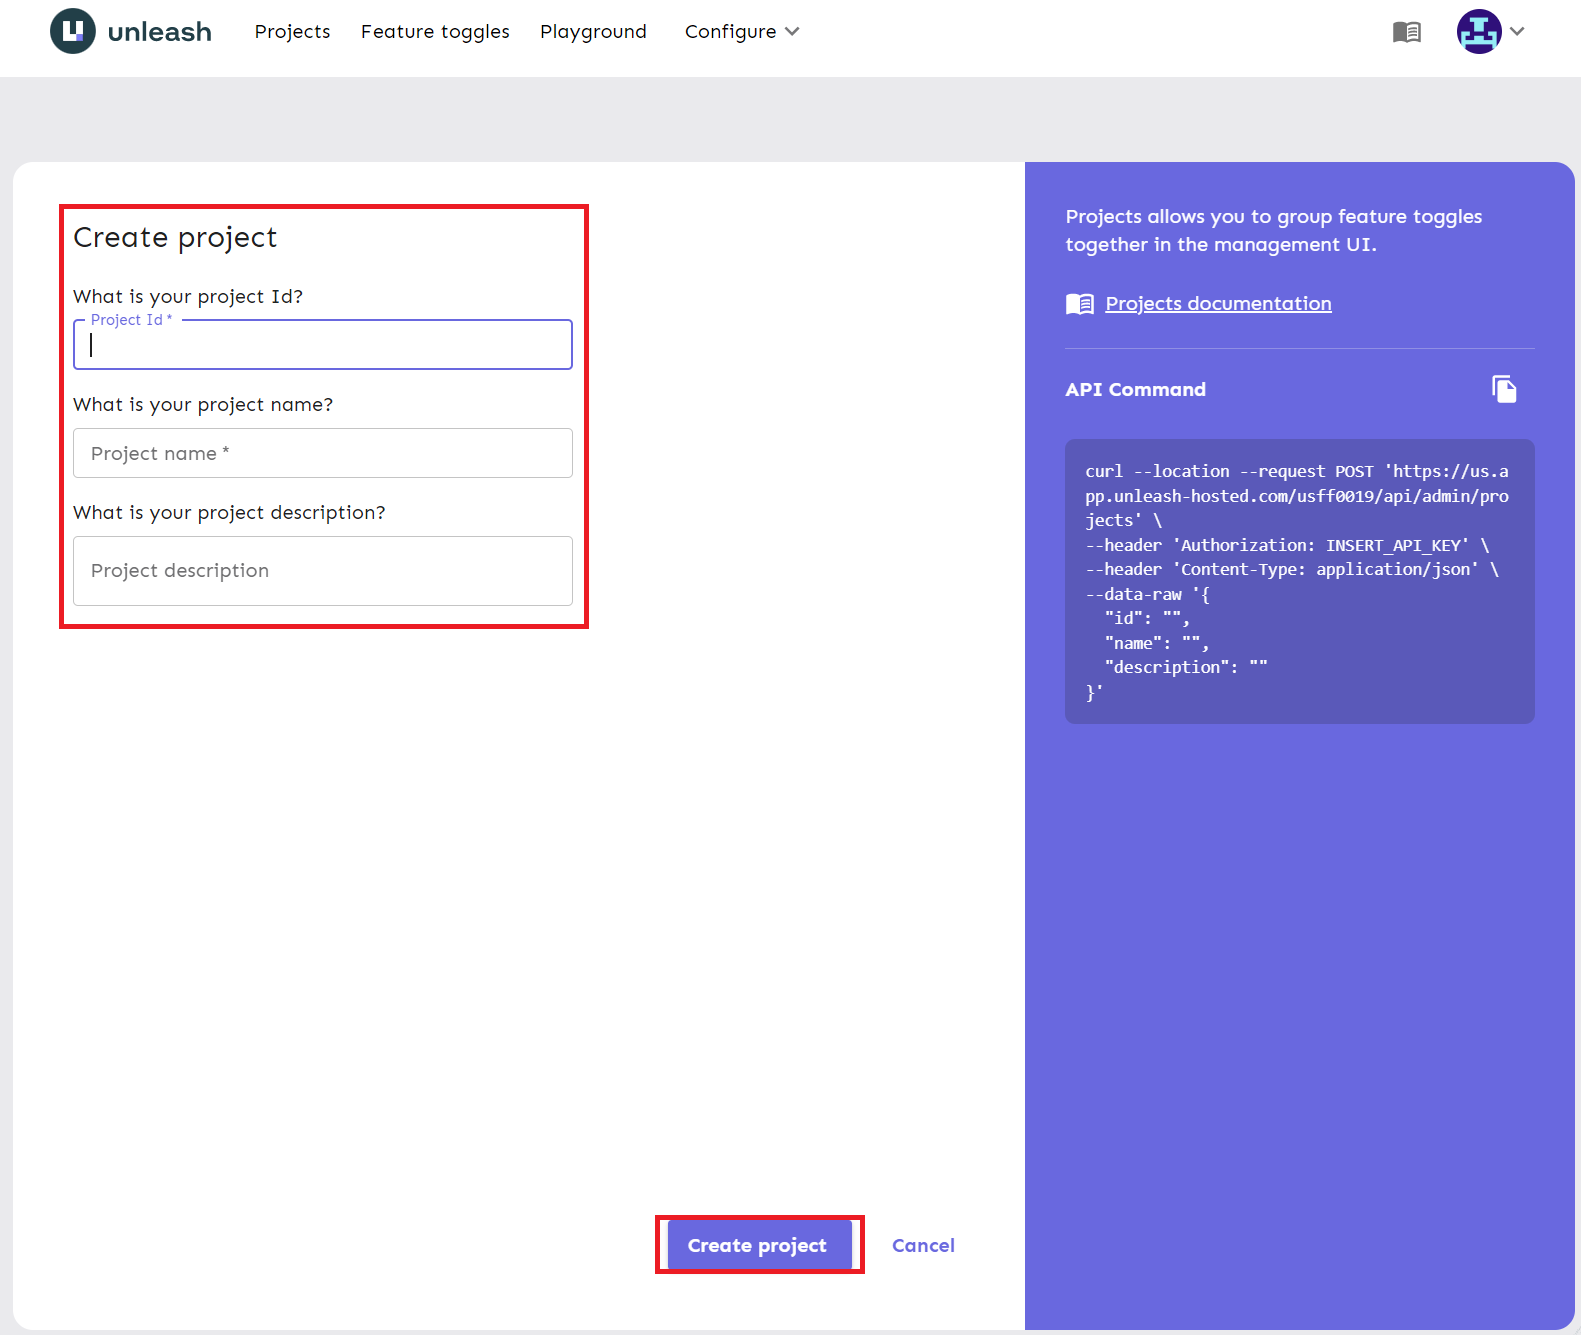 unleash
Projects
Feature toggles
Playground
Configure
Create project
What is your project Id?
Project Id *
What is your project name?
Project name *
What is your project description?
Project description
Create project
Cancel
Projects allows you to group feature toggles
together in the management UI.
Projects documentation
API Command
curl --location --request POST 'https://us.a
pp.unleash-hosted.com/usff0019/api/admin/pro
jects' \
--header 'Authorization: INSERT_API_KEY' \
--header 'Content-Type: application/json' \
--data-raw '{
"id": "",
"name": "",
"description": ""
}'